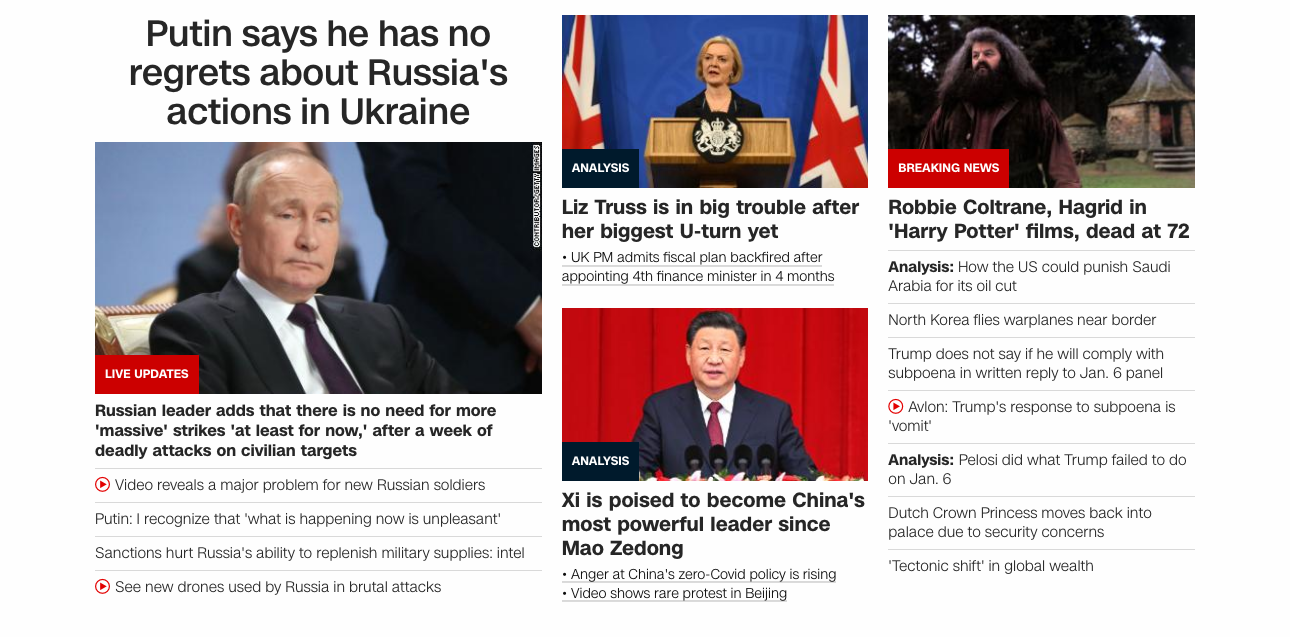 Putin says he has no
regrets about Russia's
actions in Ukraine
CONTRIBUTOR/GETTY IMAGES
LIVE UPDATES
Russian leader adds that there is no need for more
'massive' strikes 'at least for now,' after a week of
deadly attacks on civilian targets
Video reveals a major problem for new Russian soldiers
Putin: I recognize that 'what is happening now is unpleasant'
Sanctions hurt Russia's ability to replenish military supplies: intel
See new drones used by Russia in brutal attacks
ANALYSIS
Liz Truss is in big trouble after
her biggest U-turn yet
• UK PM admits fiscal plan backfired after
appointing 4th finance minister in 4 months
ANALYSIS
Xi is poised to become China's
most powerful leader since
Mao Zedong
• Anger at China's zero-Covid policy is rising
• Video shows rare protest in Beijing
BREAKING NEWS
Robbie Coltrane, Hagrid in
'Harry Potter' films, dead at 72
Analysis: How the US could punish Saudi
Arabia for its oil cut
North Korea flies warplanes near border
Trump does not say if he will comply with
subpoena in written reply to Jan. 6 panel
Avlon: Trump's response to subpoena is
'vomit'
Analysis: Pelosi did what Trump failed to do
on Jan. 6
Dutch Crown Princess moves back into
palace due to security concerns
'Tectonic shift' in global wealth